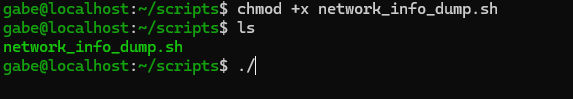 gabe@localhost:~/scripts$ chmod +x network_info_dump.sh
gabe@localhost:~/scripts$ ls
network_info_dump.sh
gabe@localhost:~/scripts$ ./